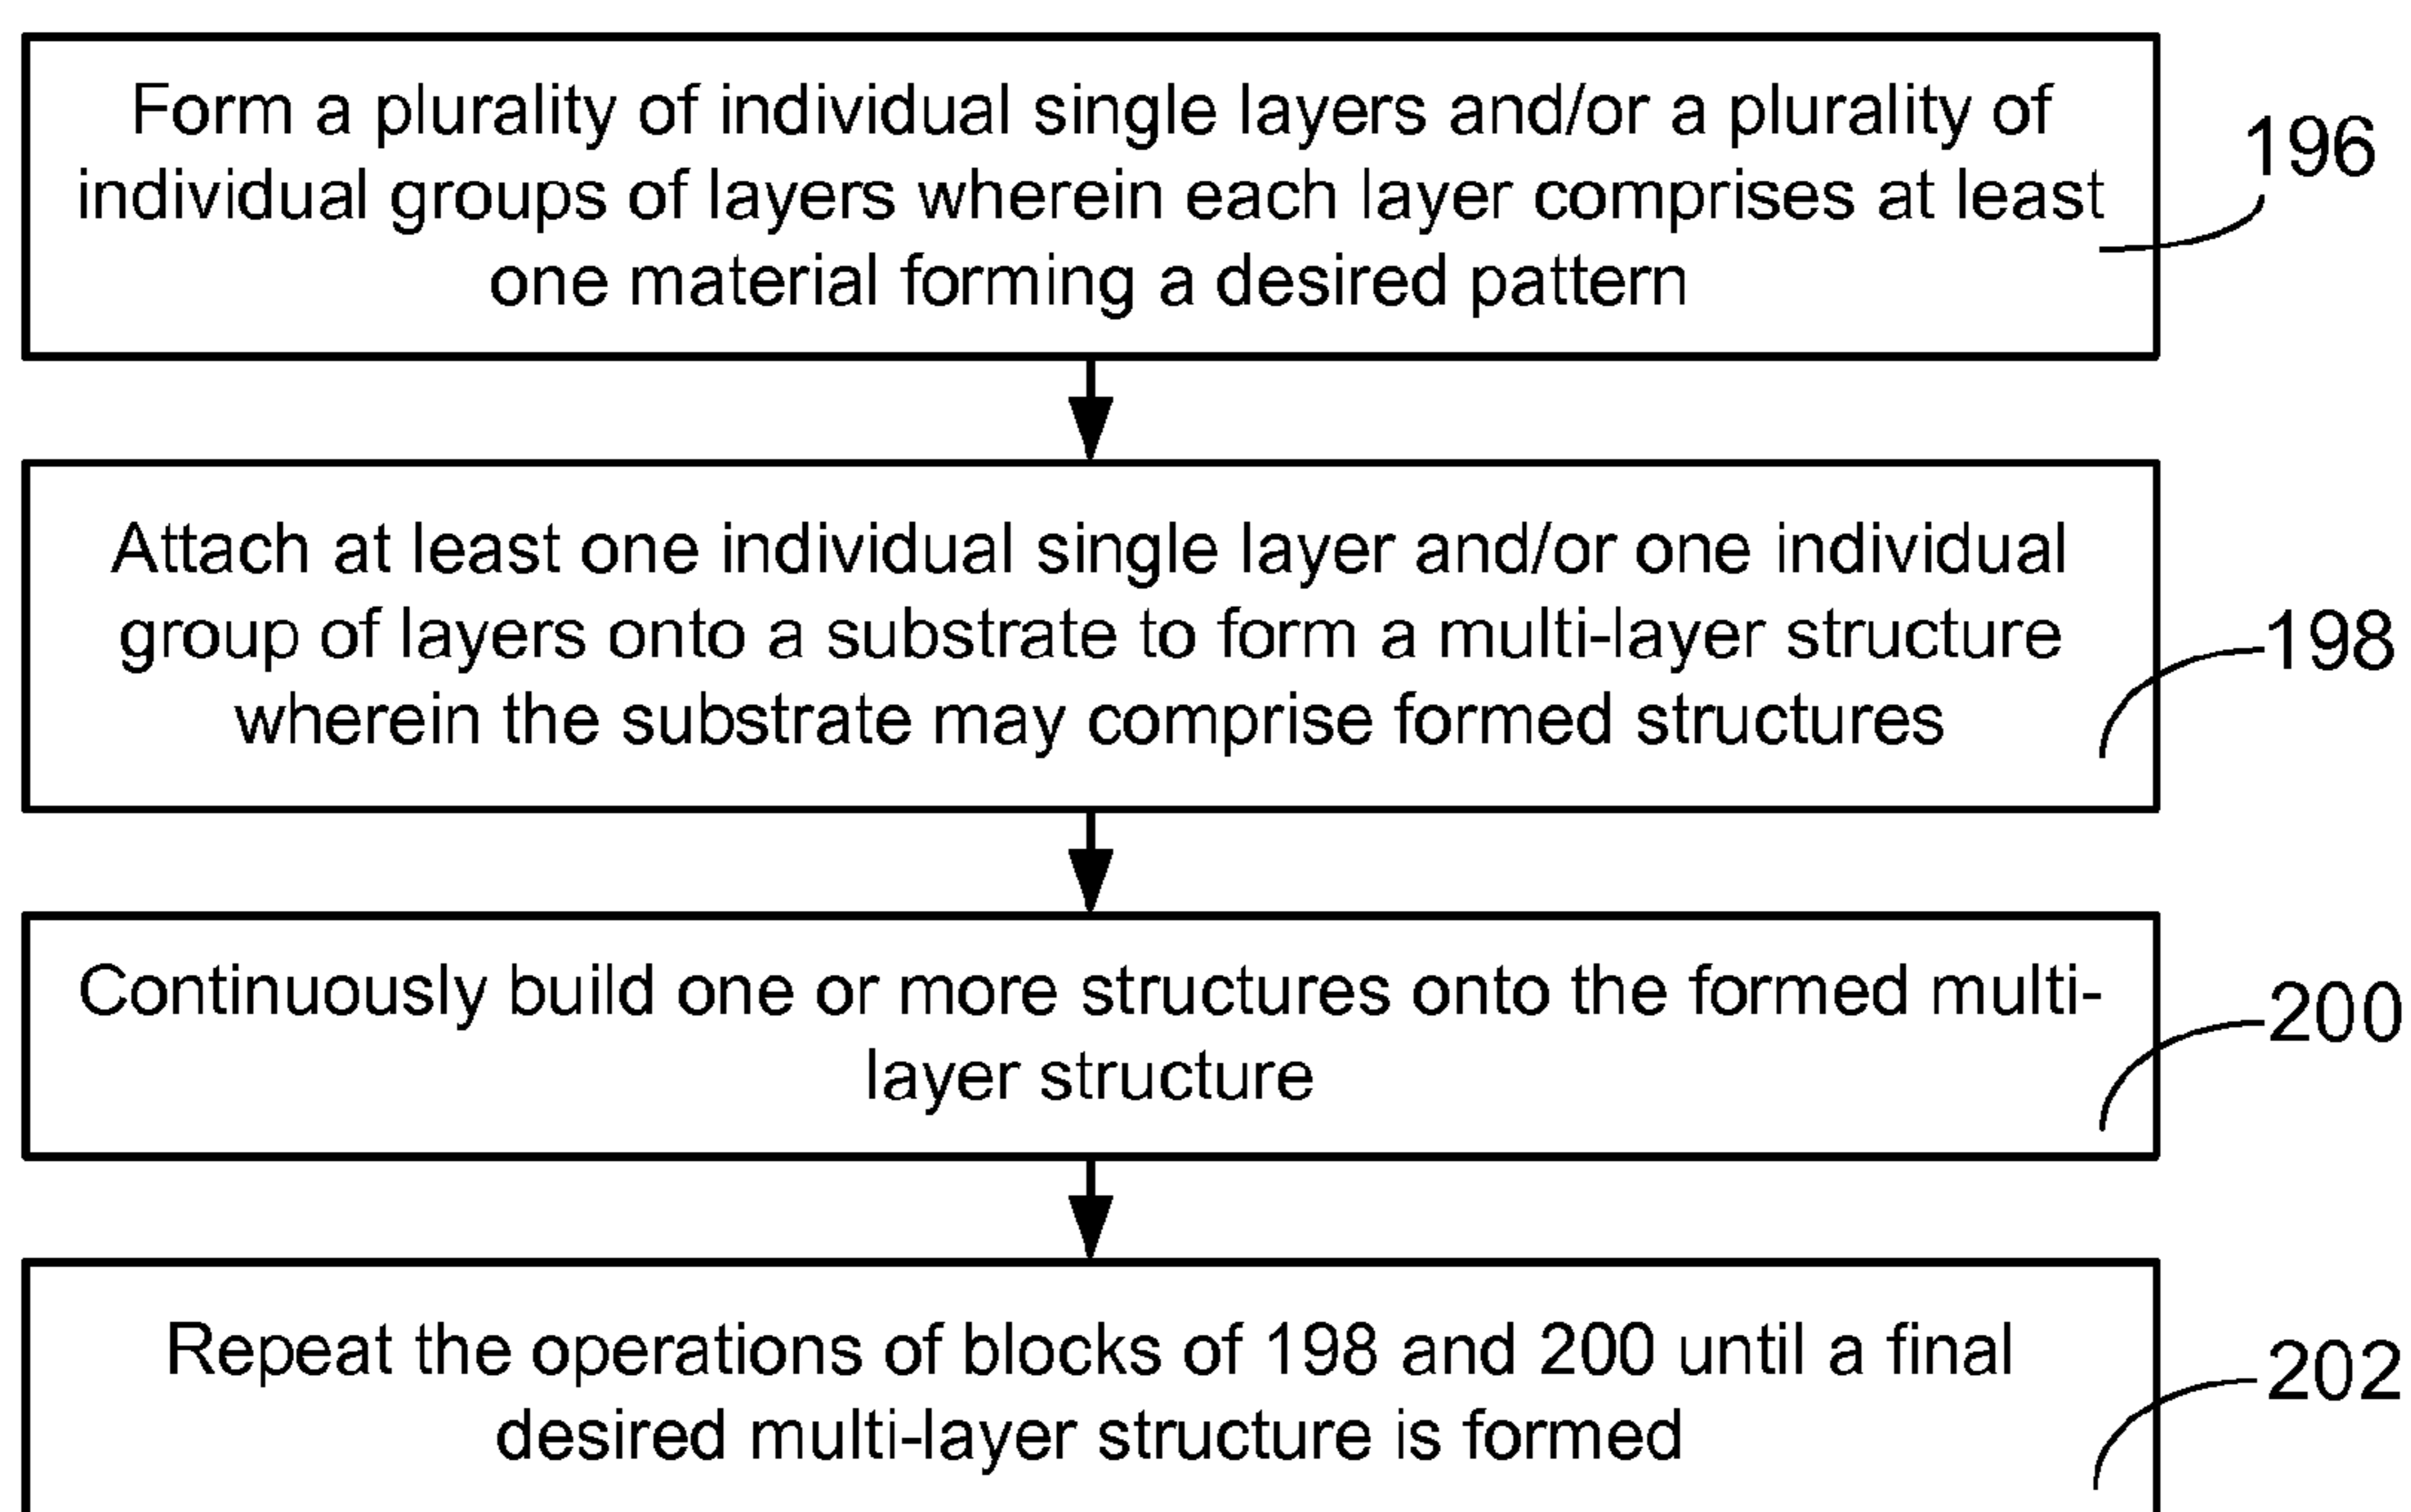 Form a plurality of individual single layers and/or a plurality of
individual groups of layers wherein each layer comprises at least
one material forming a desired pattern
196
Attach at least one individual single layer and/or one individual
group of layers onto a substrate to form a multi-layer structure
wherein the substrate may comprise formed structures
198
Continuously build one or more structures onto the formed multi-
layer structure
200
Repeat the operations of blocks of 198 and 200 until a final
desired multi-layer structure is formed
202